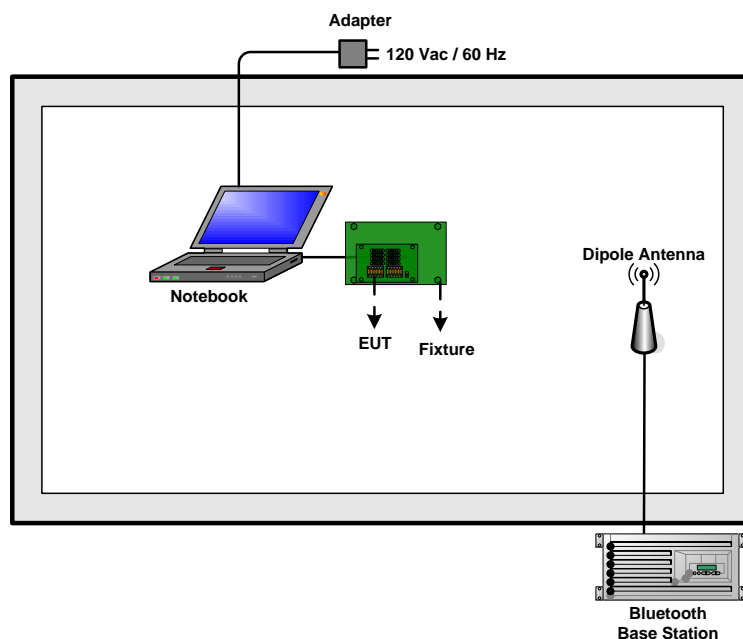 Adapter
120 Vac / 60 Hz
Notebook
EUT
Fixture
Dipole Antenna
Bluetooth
Base Station